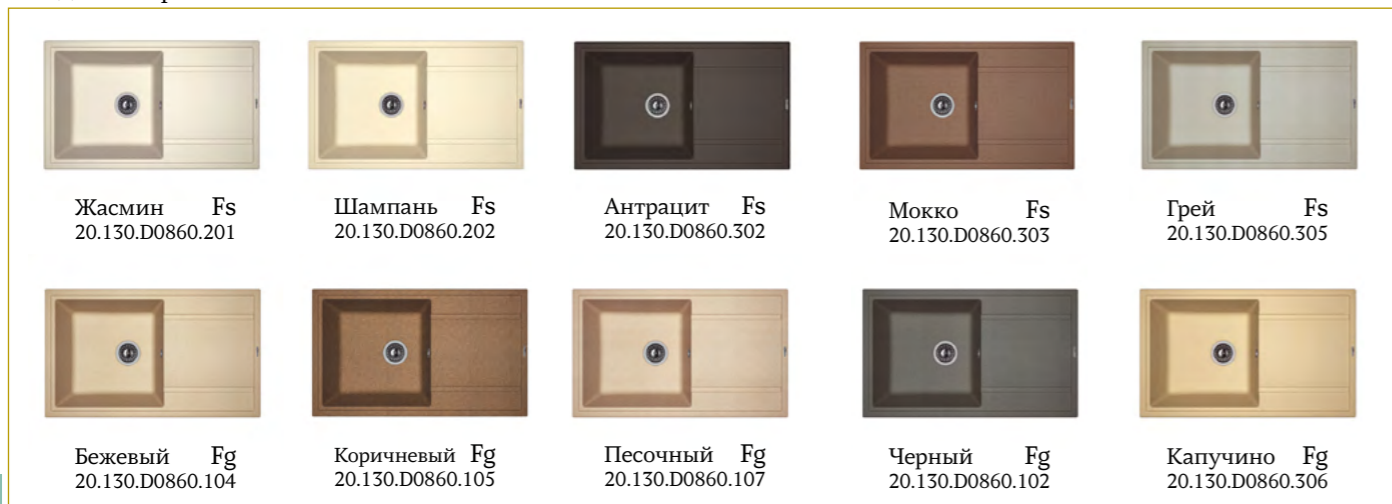 Жасмин Fs
20.130.D0860.201
Шампань Fs
20.130.D0860.202
Антрацит Fs
20.130.D0860.302
Мокко Fs
20.130.D0860.303
Грей Fs
20.130.D0860.305
Бежевый Fg
20.130.D0860.104
Коричневый Fg
20.130.D0860.105
Песочный Fg
20.130.D0860.107
Черный Fg
20.130.D0860.102
Капучино Fg
20.130.D0860.306